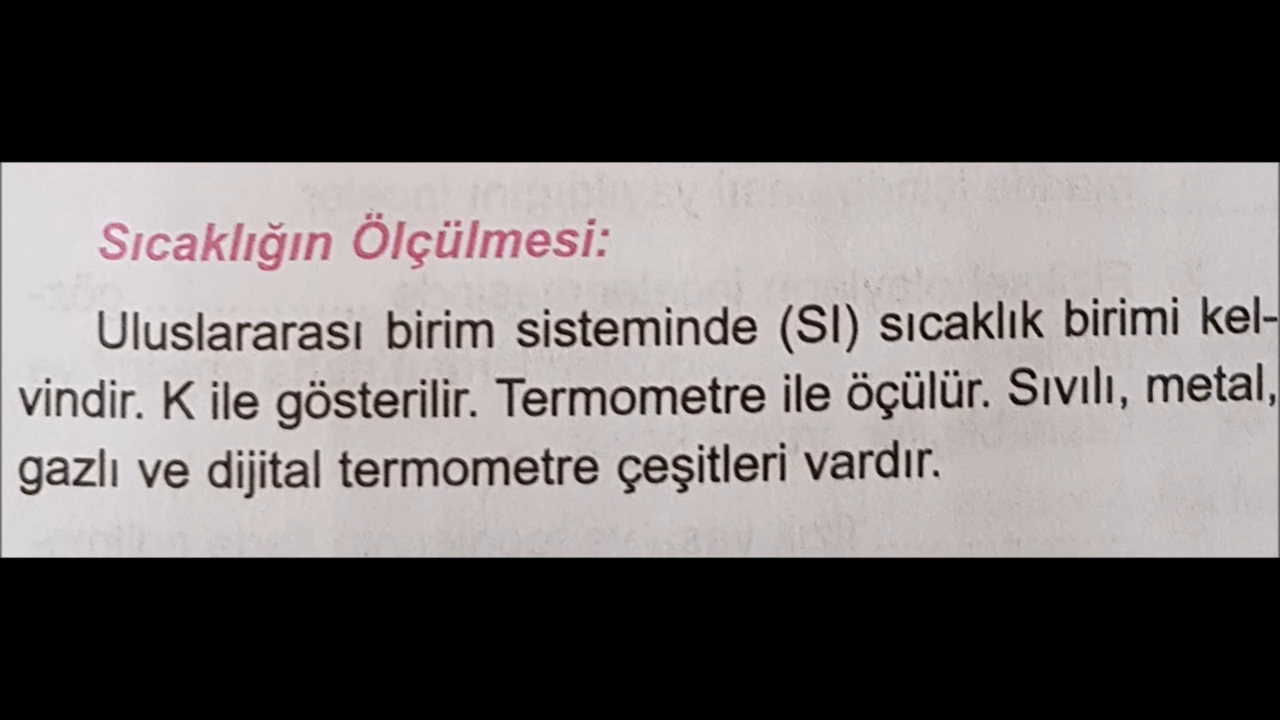 Sıcaklığın Ölçülmesi:
Uluslararası birim sisteminde (SI) sıcaklık birimi kel-
vindir. K ile gösterilir. Termometre ile öçülür. Sıvılı, metal,
gazlı ve dijital termometre çeşitleri vardır.